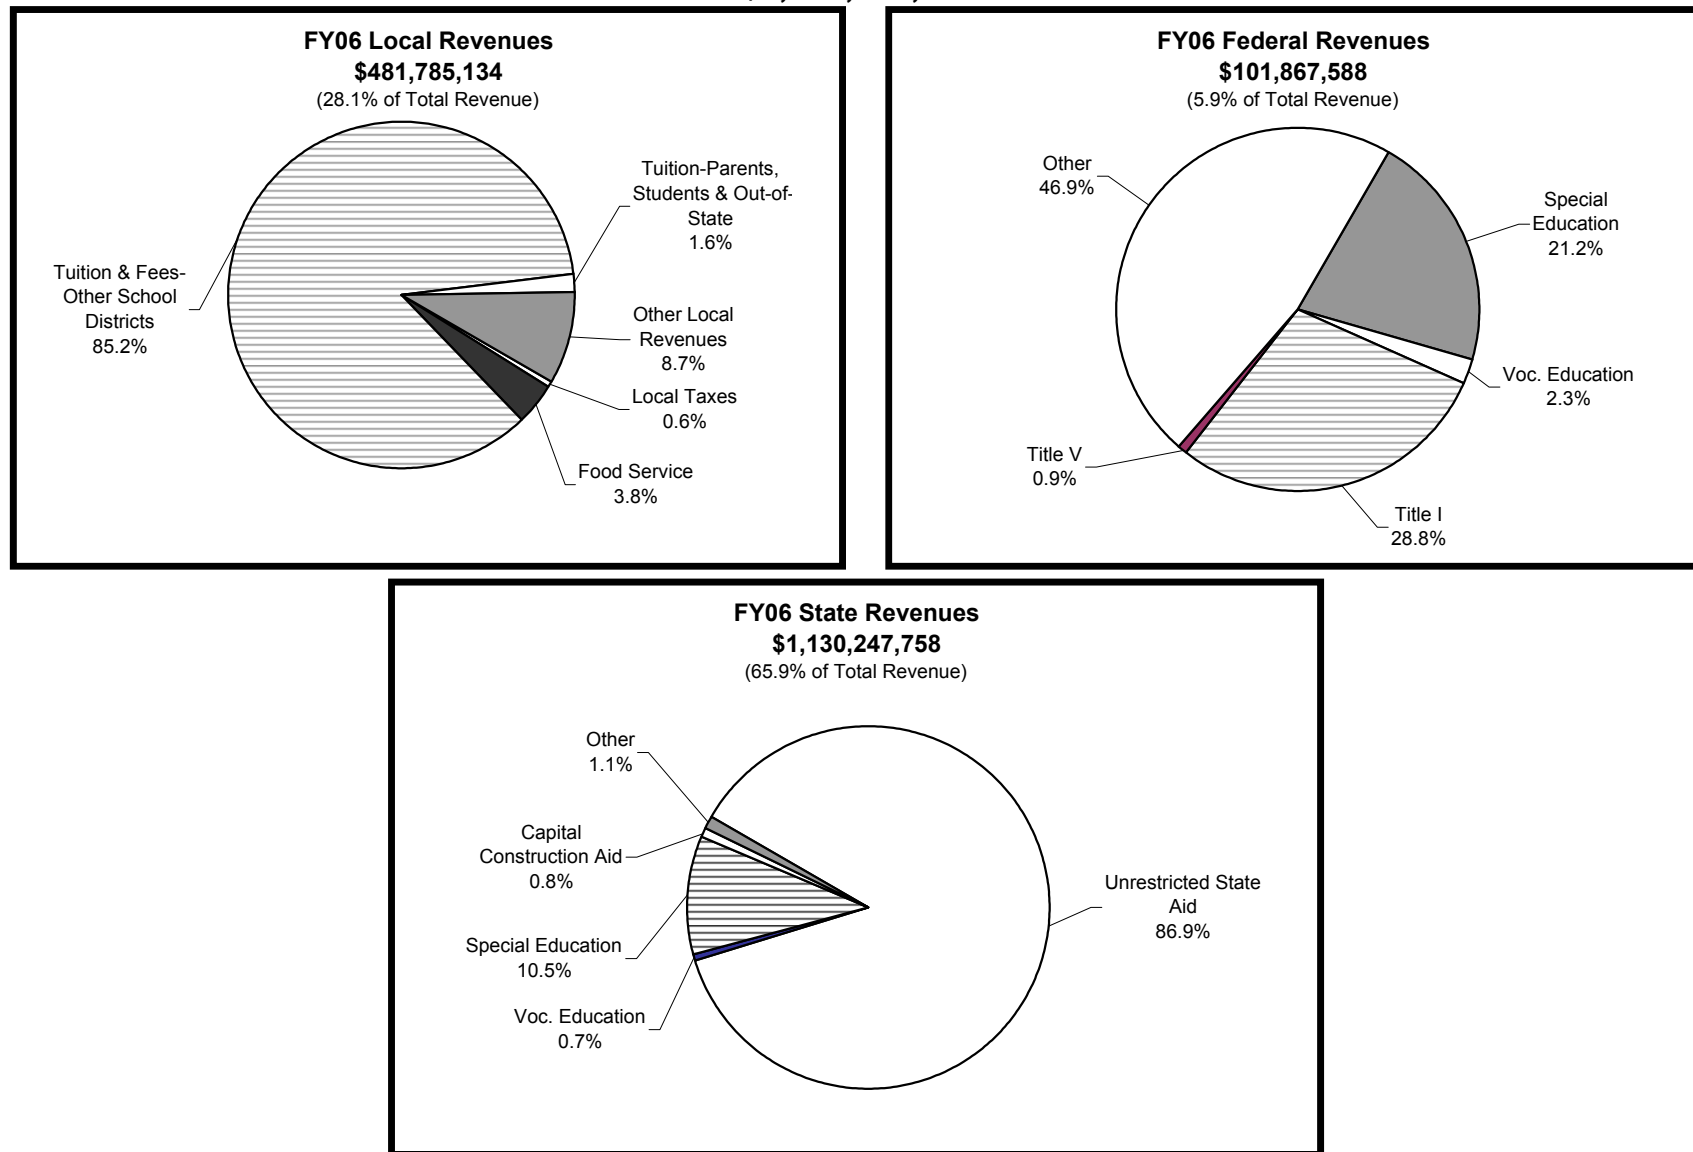 FY06 Local Revenues
$481,785,134
(28.1% of Total Revenue)
Tuition-Parents,
Students & Out-of-
State
1.6%
Tuition & Fees-
Other School
Districts
85.2%
Other Local
Revenues
8.7%
Local Taxes
0.6%
Food Service
3.8%
FY06 Federal Revenues
$101,867,588
(5.9% of Total Revenue)
Other
46.9%
Special
Education
21.2%
Voc. Education
2.3%
Title V
0.9%
Title I
28.8%
FY06 State Revenues
$1,130,247,758
(65.9% of Total Revenue)
Other
1.1%
Capital
Construction Aid
0.8%
Unrestricted State
Aid
86.9%
Special Education
10.5%
Voc. Education
0.7%